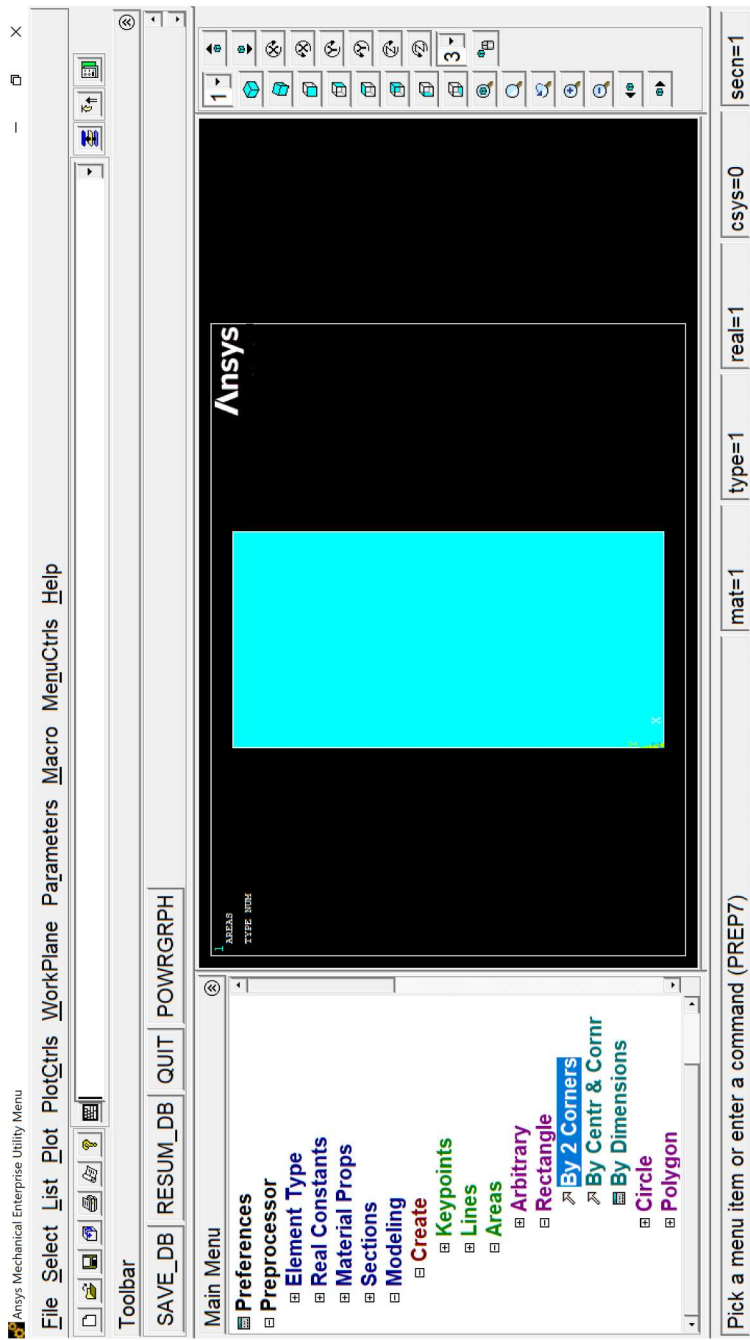 Ansys Mechanical Enterprise Utility Menu
File Select List Plot PlotCtrls WorkPlane Parameters Macro MenuCtrls Help
Toolbar
SAVE_DB RESUM_DB QUIT POWRGRPH
Main Menu
Preferences
Preprocessor
Element Type
Real Constants
Material Props
Sections
Modeling
Create
Keypoints
Lines
Areas
Arbitrary
Rectangle
By 2 Corners
By Centr & Cornr
By Dimensions
Circle
Polygon
1
AREAS
TYPE NUM
Ansys
X
1
3
Pick a menu item or enter a command (PREP7)
mat=1
type=1
real=1
csys=0
secn=1